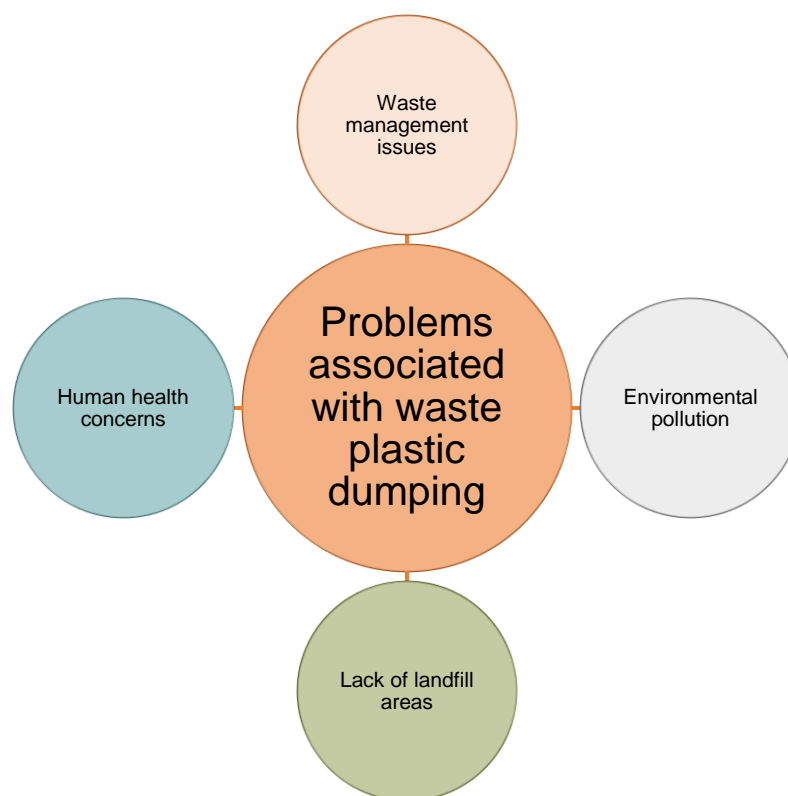 Waste
management
issues
Problems
associated
with waste
plastic
dumping
Human health
concerns
Environmental
pollution
Lack of landfill
areas